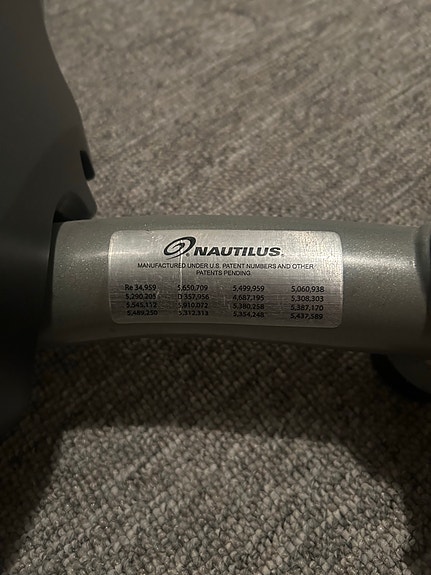 NAUTILUS®
MANUFACTURED UNDER U.S. PATENT NUMBERS AND OTHER
PATENTS PENDING
Re 34,959 5,650,709 5,499,959 5,060,938
5,290,205 D 357,956 4,687,195 5,308,303
5,545,112 5,910,072 5,380,258 5,387,170
5,489,250 5,312,313 5,354,248 5,437,589